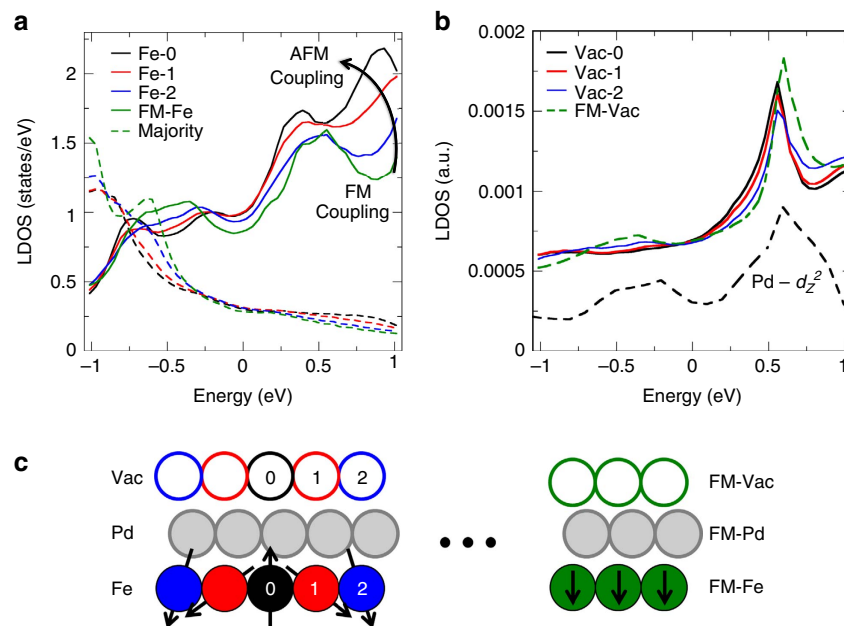 a
LDOS (states/eV)
2
1.5
1
0.5
0
Fe-0
Fe-1
Fe-2
FM-Fe
Majority
AFM
Coupling
FM
Coupling
−1 −0.5 0 0.5 1
Energy (eV)
b
LDOS (a.u.)
0.002
0.0015
0.001
0.0005
0
Vac-0
Vac-1
Vac-2
FM-Vac
Pd − dz2
−1 −0.5 0 0.5 1
Energy (eV)
c
Vac 0 1 2 FM-Vac
Pd ● ● ● FM-Pd
Fe 0 1 2 FM-Fe